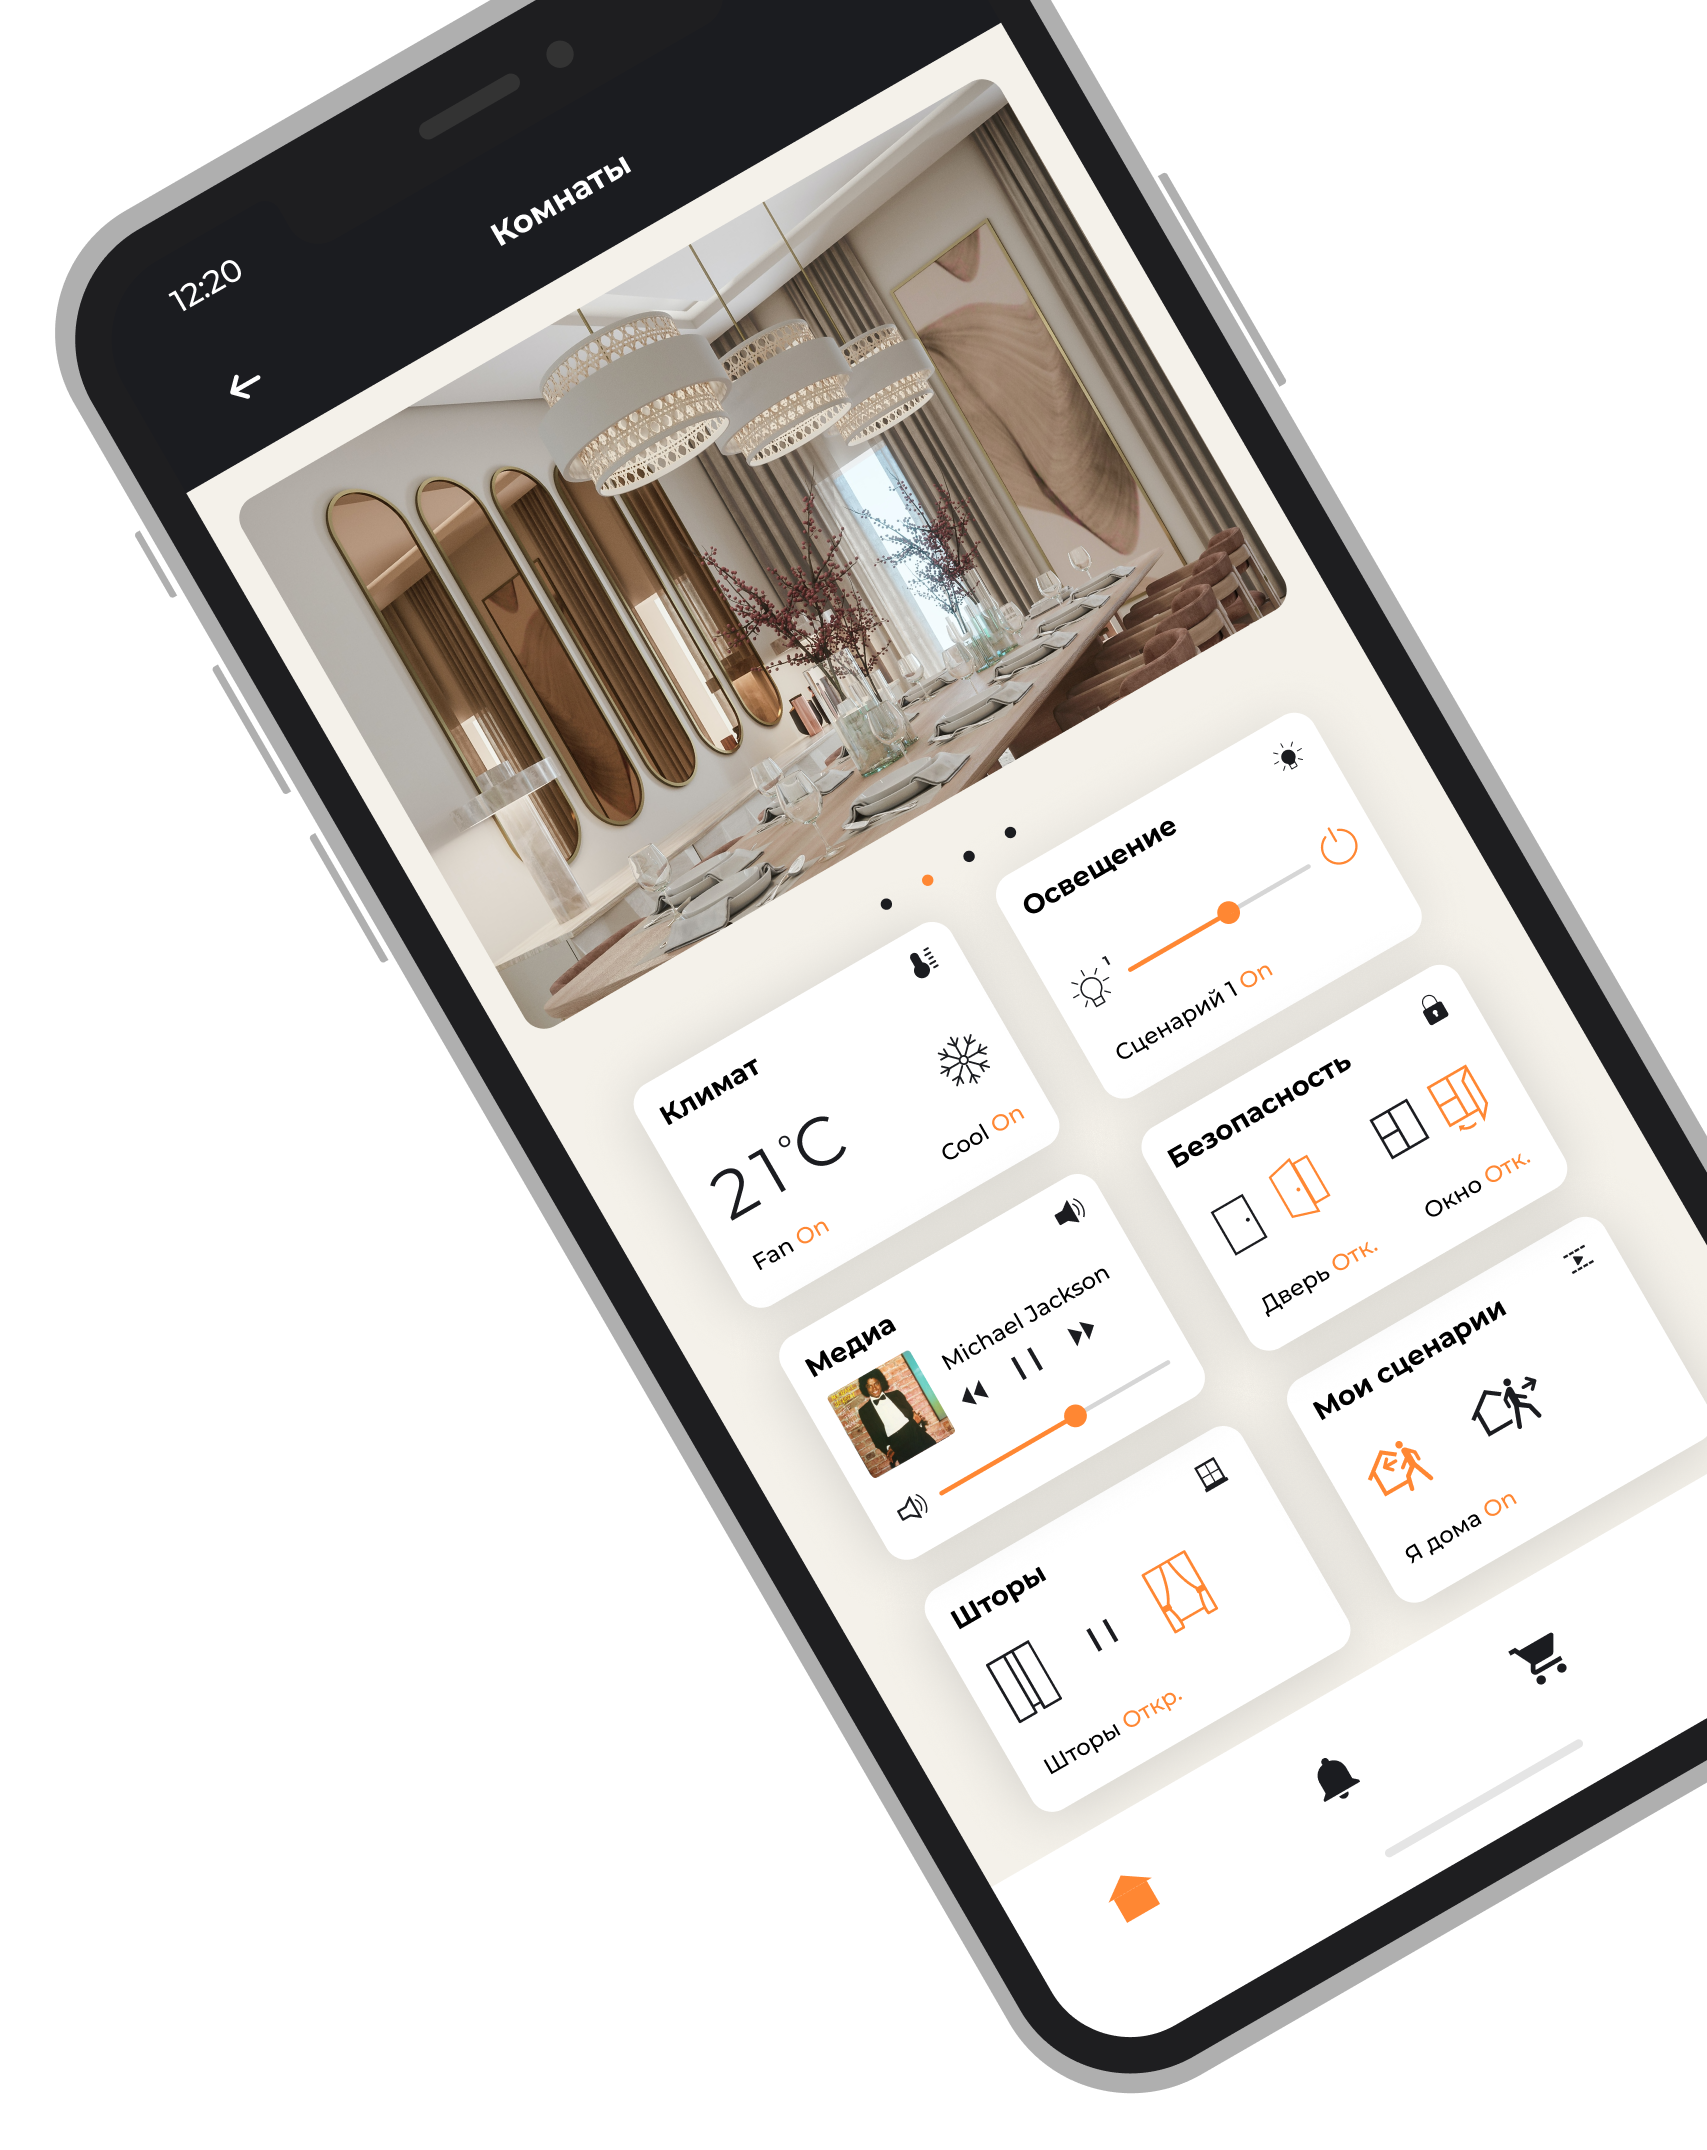 12:20
Комнаты
Климат
21°C
Fan On
Cool On
Освещение
1
Сценарий 1 On
Медиа
Michael Jackson
Безопасность
Дверь Отк.
Окно Отк.
Шторы
Шторы Откр.
Мои сценарии
Я дома On